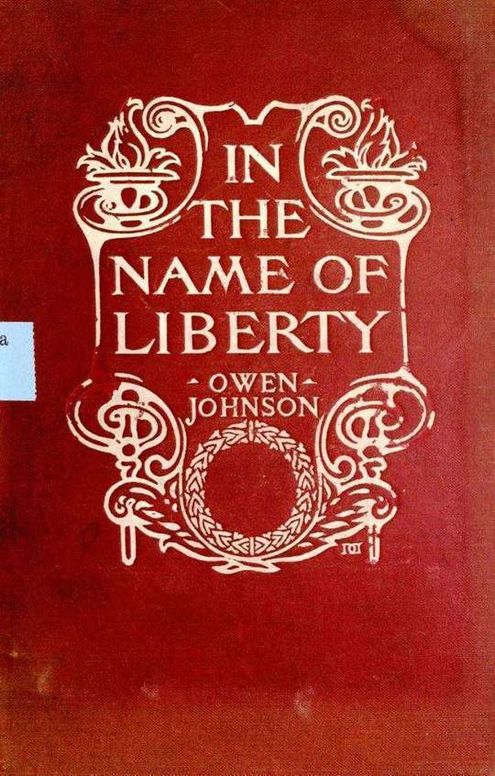 a
IN
THE
NAME OF
LIBERTY
- OWEN -
JOHNSON